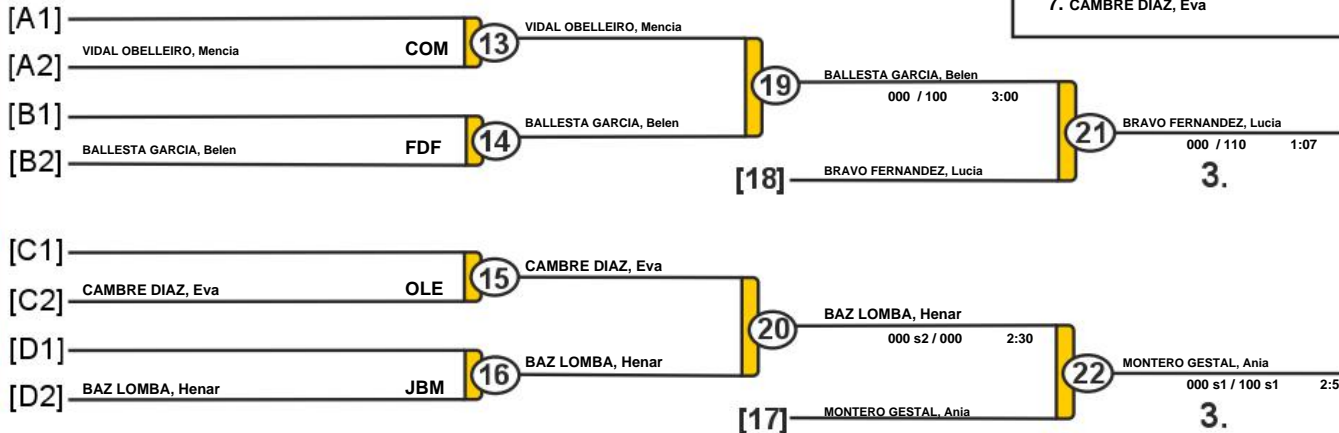 7. CAMBRE DIAZ, Eva
[A1]
VIDAL OBELLEIRO, Mencia COM
[A2]
13
VIDAL OBELLEIRO, Mencia
[B1]
BALLESTA GARCIA, Belen FDF
[B2]
14
BALLESTA GARCIA, Belen
19
BALLESTA GARCIA, Belen
000 / 100 3:00
[18]
BRAVO FERNANDEZ, Lucia
21
BRAVO FERNANDEZ, Lucia
000 / 110 1:07
3.
[C1]
CAMBRE DIAZ, Eva OLE
[C2]
15
CAMBRE DIAZ, Eva
[D1]
BAZ LOMBA, Henar JBM
[D2]
16
BAZ LOMBA, Henar
20
BAZ LOMBA, Henar
000 s2 / 000 2:30
[17]
MONTERO GESTAL, Ania
22
MONTERO GESTAL, Ania
000 s1 / 100 s1
3.